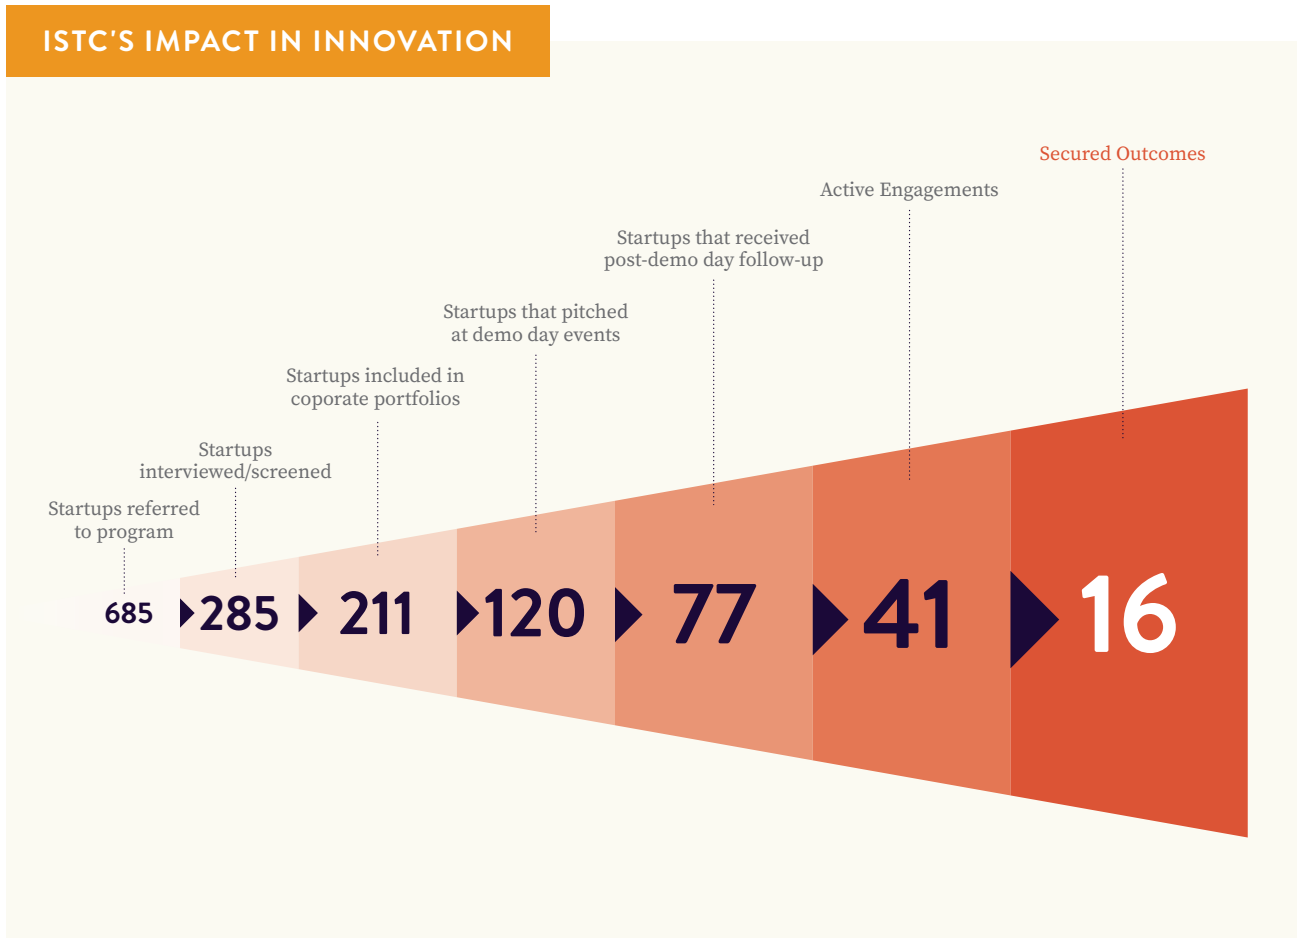 ISTC'S IMPACT IN INNOVATION
Secured Outcomes
Active Engagements
Startups that received
post-demo day follow-up
Startups that pitched
at demo day events
Startups included in
coporate portfolios
Startups
interviewed/screened
Startups referred
to program
685
285
211
120
77
41
16